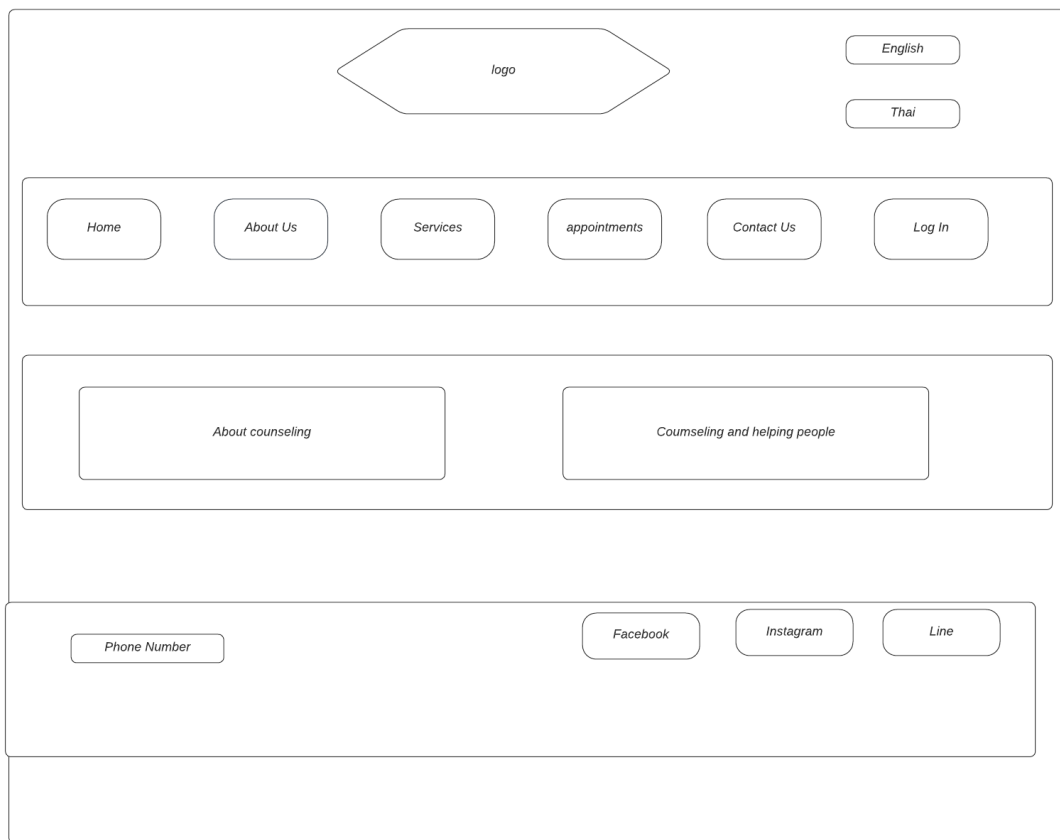 logo
English
Thai
Home
About Us
Services
appointments
Contact Us
Log In
About counseling
Coumseling and helping people
Phone Number
Facebook
Instagram
Line